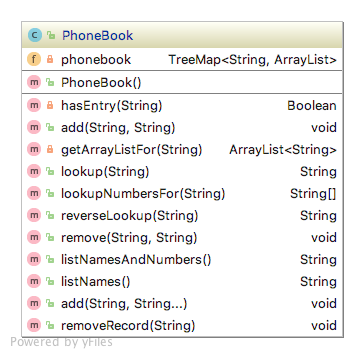 C PhoneBook
f phonebook TreeMap<String, ArrayList>
m PhoneBook()
m hasEntry(String) Boolean
m add(String, String) void
m getArrayListFor(String) ArrayList<String>
m lookup(String) String
m lookupNumbersFor(String) String[]
m reverseLookup(String) String
m remove(String, String) void
m listNamesAndNumbers() String
m listNames() String
m add(String, String...) void
m removeRecord(String) void
Powered by yFiles